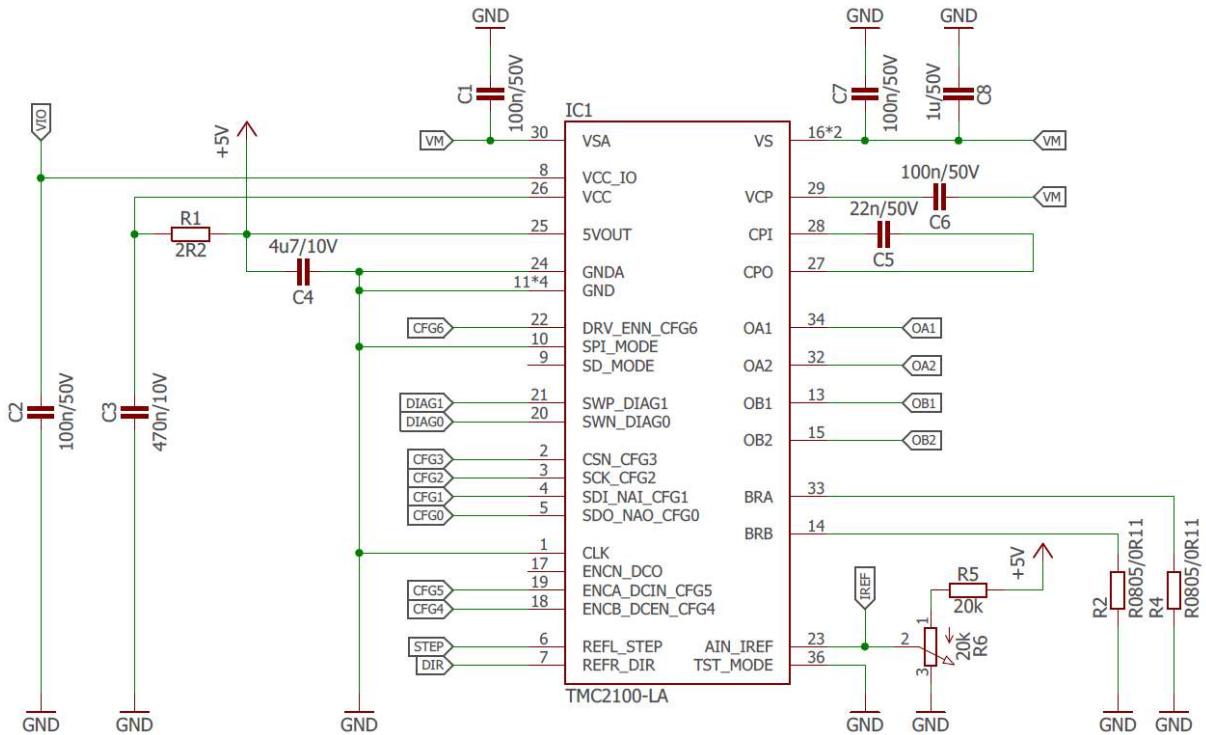 GND
C1
100n/50V
VM
GND
C7
100n/50V
GND
1u/50V
C8
VM
VIO
+5V
IC1
30 VSA
VS 16*2
8 VCC_IO
26 VCC
VCP 29
100n/50V
C6
VM
R1
2R2
25 5VOUT
CPI 28
22n/50V
C5
4u7/10V
C4
24 GNDA
CPO 27
11*4 GND
CFG6 22 DRV_ENN_CFG6
OA1 34 OA1
10 SPI_MODE
9 SD_MODE
OA2 32 OA2
C2
100n/50V
C3
470n/10V
DIAG1 21 SWP_DIAG1
OB1 13 OB1
DIAG0 20 SWN_DIAG0
OB2 15 OB2
CFG3 2 CSN_CFG3
CFG2 3 SCK_CFG2
CFG1 4 SDI_NAI_CFG1
BRA 33
CFG0 5 SDO_NAO_CFG0
BRB 14
1 CLK
17 ENCN_DCO
CFG5 19 ENCA_DCIN_CFG5
CFG4 18 ENCB_DCEN_CFG4
IREF
R5
20k
+5V
R2
R0805/0R11
R4
R0805/0R11
STEP 6 REFL_STEP
AIN_IREF 23
DIR 7 REFR_DIR
TST_MODE 36
1
2
3
20k
R6
TMC2100-LA
GND
GND
GND
GND
GND
GND
GND